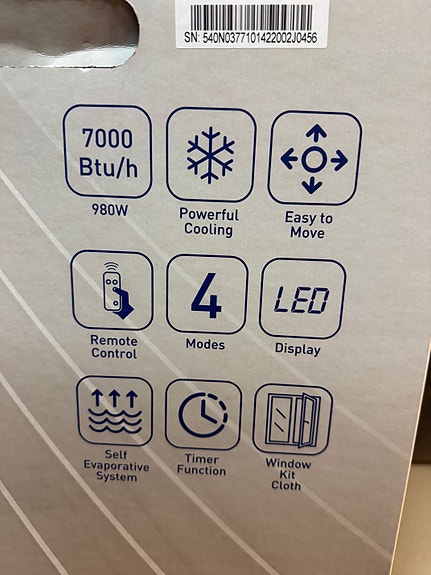 SN: 540N0377101422002J0456
7000
Btu/h
980W
Powerful
Cooling
Easy to
Move
Remote
Control
4
Modes
LED
Display
Self
Evaporative
System
Timer
Function
Window
Kit
Cloth